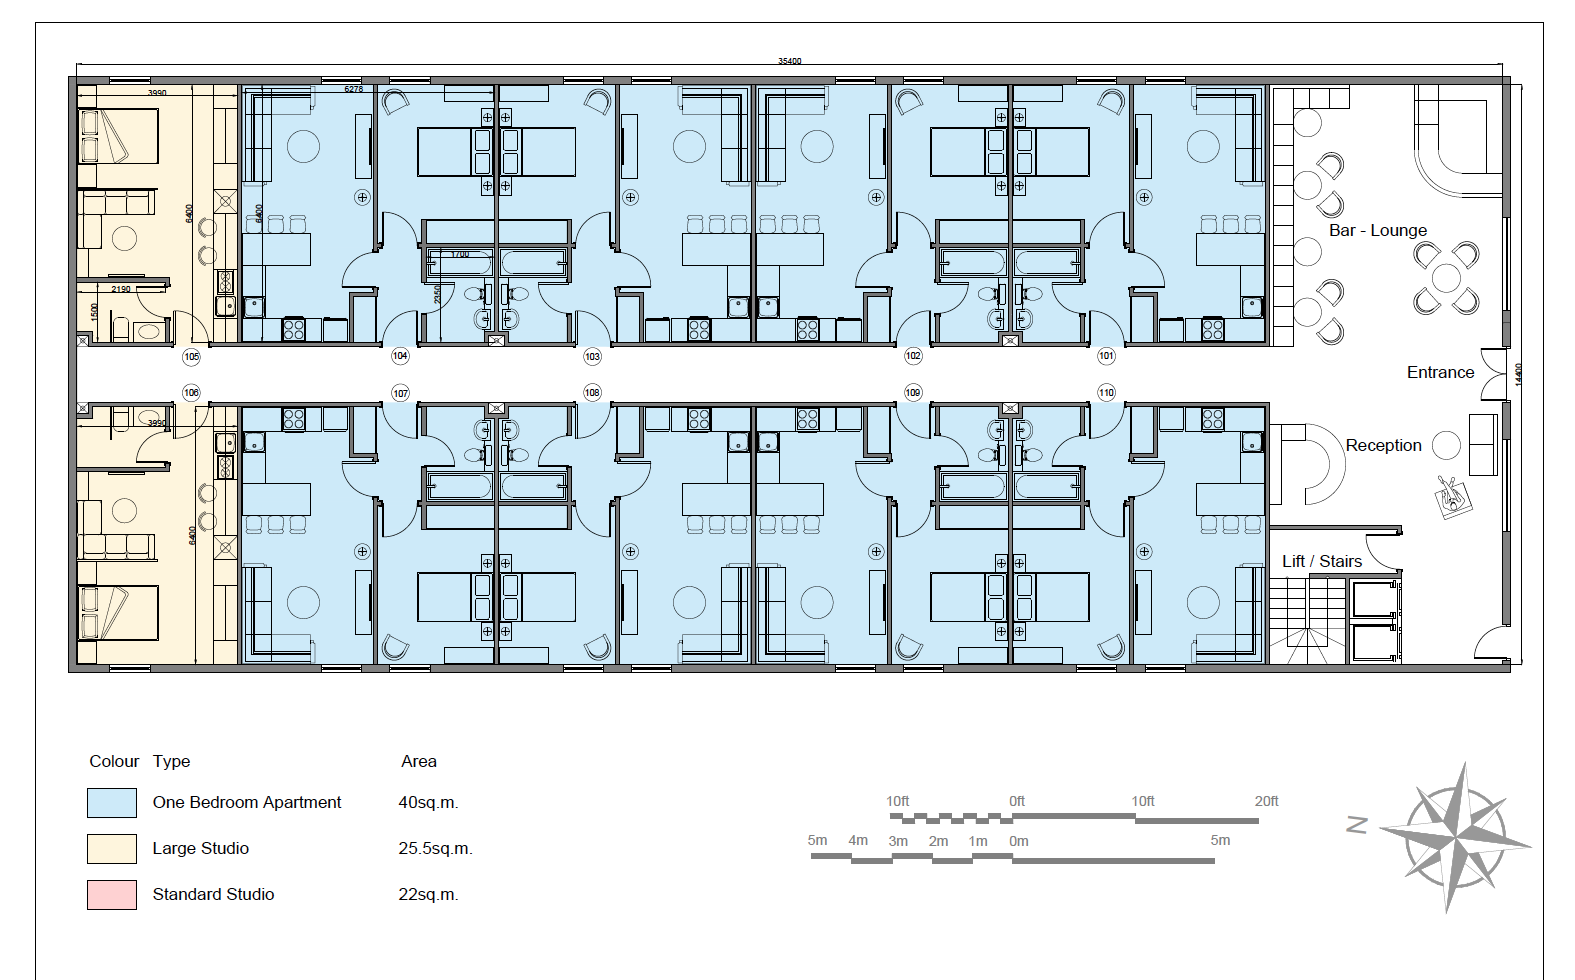 35400
3990
6278
6400
6400
1700
2350
2190
1500
Bar - Lounge
105
104
103
102
101
Entrance
14400
106
107
108
109
110
3990
Reception
6400
Lift / Stairs
Colour Type Area
One Bedroom Apartment 40sq.m.
Large Studio 25.5sq.m.
Standard Studio 22sq.m.
10ft 0ft 10ft 20ft
5m 4m 3m 2m 1m 0m 5m
N